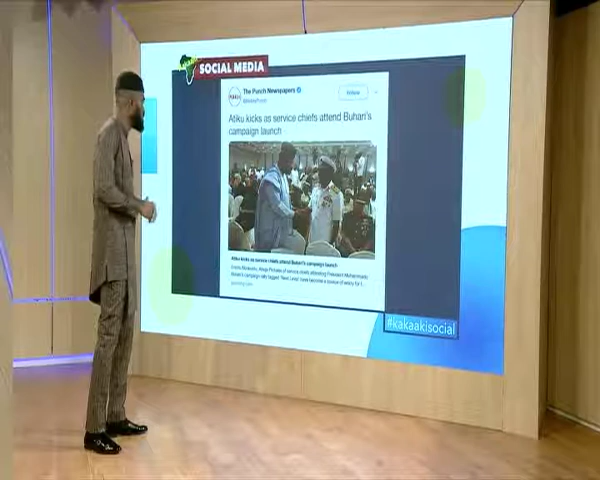 SOCIAL MEDIA
The Punch Newspapers
Follow
Atiku kicks as service chiefs attend Buhari's
campaign launch
Atiku kicks as service chiefs attend Buhari's campaign launch
#kakaakisocial